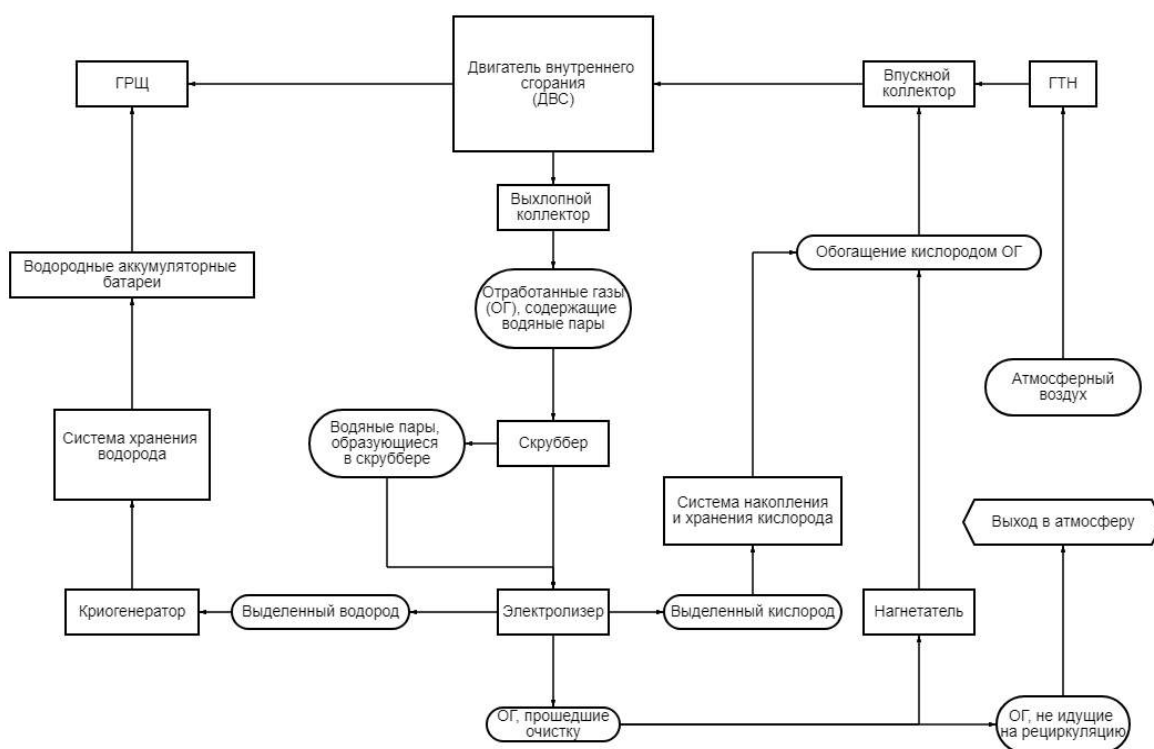 ГРЩ
Двигатель внутреннего
сгорания
(ДВС)
Впускной
коллектор
ГТН
Выхлопной
коллектор
Водородные аккумуляторные
батареи
Обогащение кислородом ОГ
Отработанные газы
(ОГ), содержащие
водяные пары
Атмосферный
воздух
Система хранения
водорода
Водяные пары,
образующиеся
в скруббере
Скруббер
Система накопления
и хранения кислорода
Выход в атмосферу
Криогенератор
Выделенный водород
Электролизер
Выделенный кислород
Нагнетатель
ОГ, прошедшие
очистку
ОГ, не идущие
на рециркуляцию